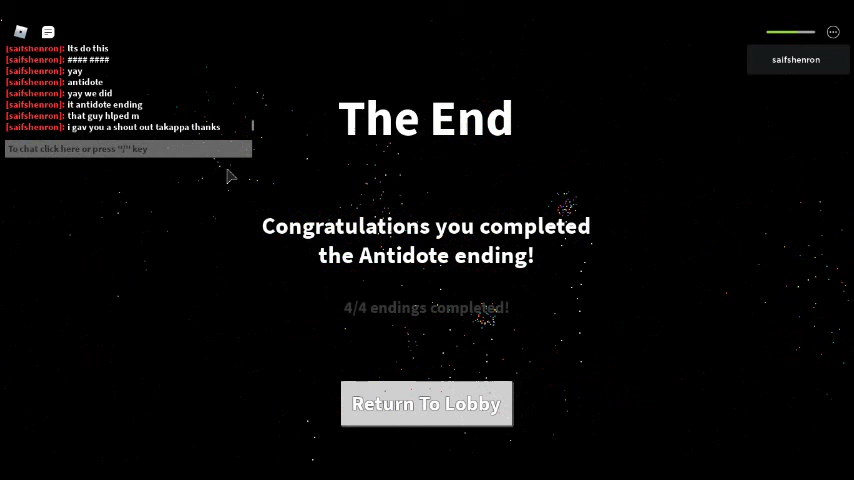 [saifshenron]: Its do this
[saifshenron]: #### ####
[saifshenron]: yay
[saifshenron]: antidote
[saifshenron]: yay we did
[saifshenron]: it antidote ending
[saifshenron]: that guy hlped m
[saifshenron]: i gav you a shout out takappa thanks
To chat click here or press "/" key
saifshenron
The End
Congratulations you completed
the Antidote ending!
4/4 endings completed!
Return To Lobby